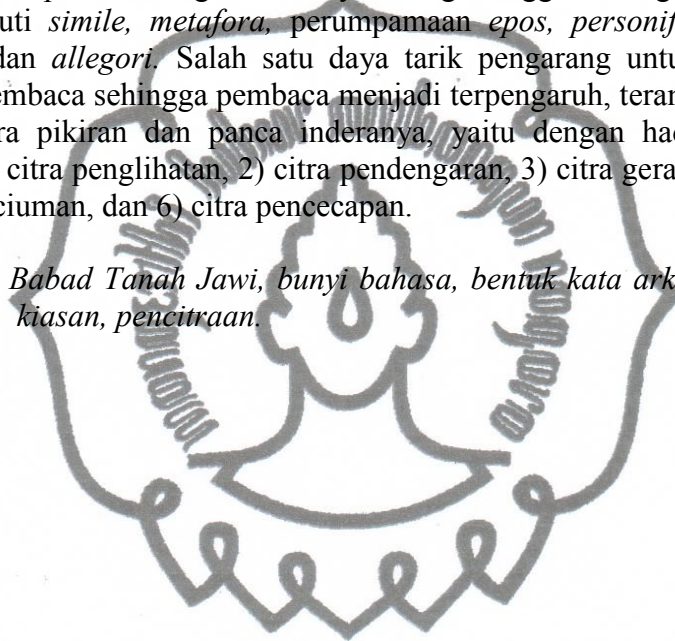 uti simile, metafora, perumpamaan epos, personif
dan allegori. Salah satu daya tarik pengarang untu
embaca sehingga pembaca menjadi terpengaruh, teran
ra pikiran dan panca inderanya, yaitu dengan had
citra penglihatan, 2) citra pendengaran, 3) citra gera
ciuman, dan 6) citra pencecapan.
Babad Tanah Jawi, bunyi bahasa, bentuk kata ark
kiasan, pencitraan.